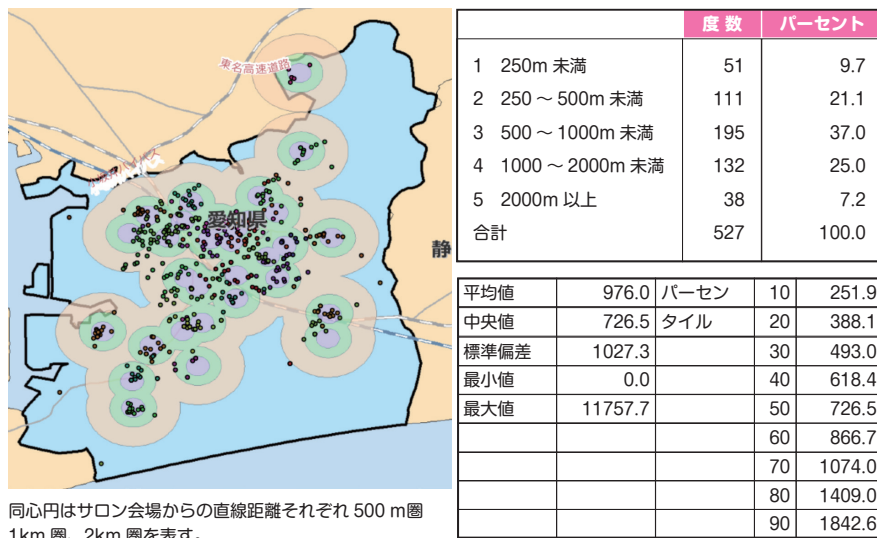 東名高速道路
愛知県
静
同心円はサロン会場からの直線距離それぞれ 500 m圏
1km 圏、2km 圏を表す。
度 数 パーセント
1 250m 未満 51 9.7
2 250 ～ 500m 未満 111 21.1
3 500 ～ 1000m 未満 195 37.0
4 1000 ～ 2000m 未満 132 25.0
5 2000m 以上 38 7.2
合計 527 100.0
平均値 976.0 パーセン 10 251.9
中央値 726.5 タイル 20 388.1
標準偏差 1027.3 30 493.0
最小値 0.0 40 618.4
最大値 11757.7 50 726.5
60 866.7
70 1074.0
80 1409.0
90 1842.6